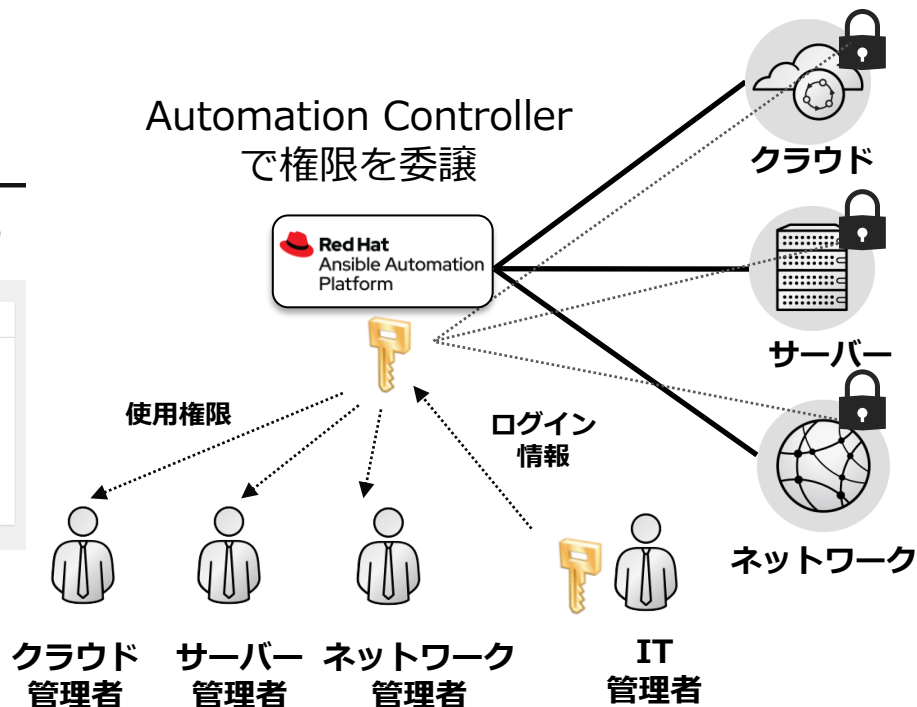 Automation Controller
で権限を委譲
Red Hat
Ansible Automation
Platform
クラウド
サーバー
ネットワーク
使用権限
ログイン
情報
クラウド
管理者
サーバー
管理者
ネットワーク
管理者
IT
管理者